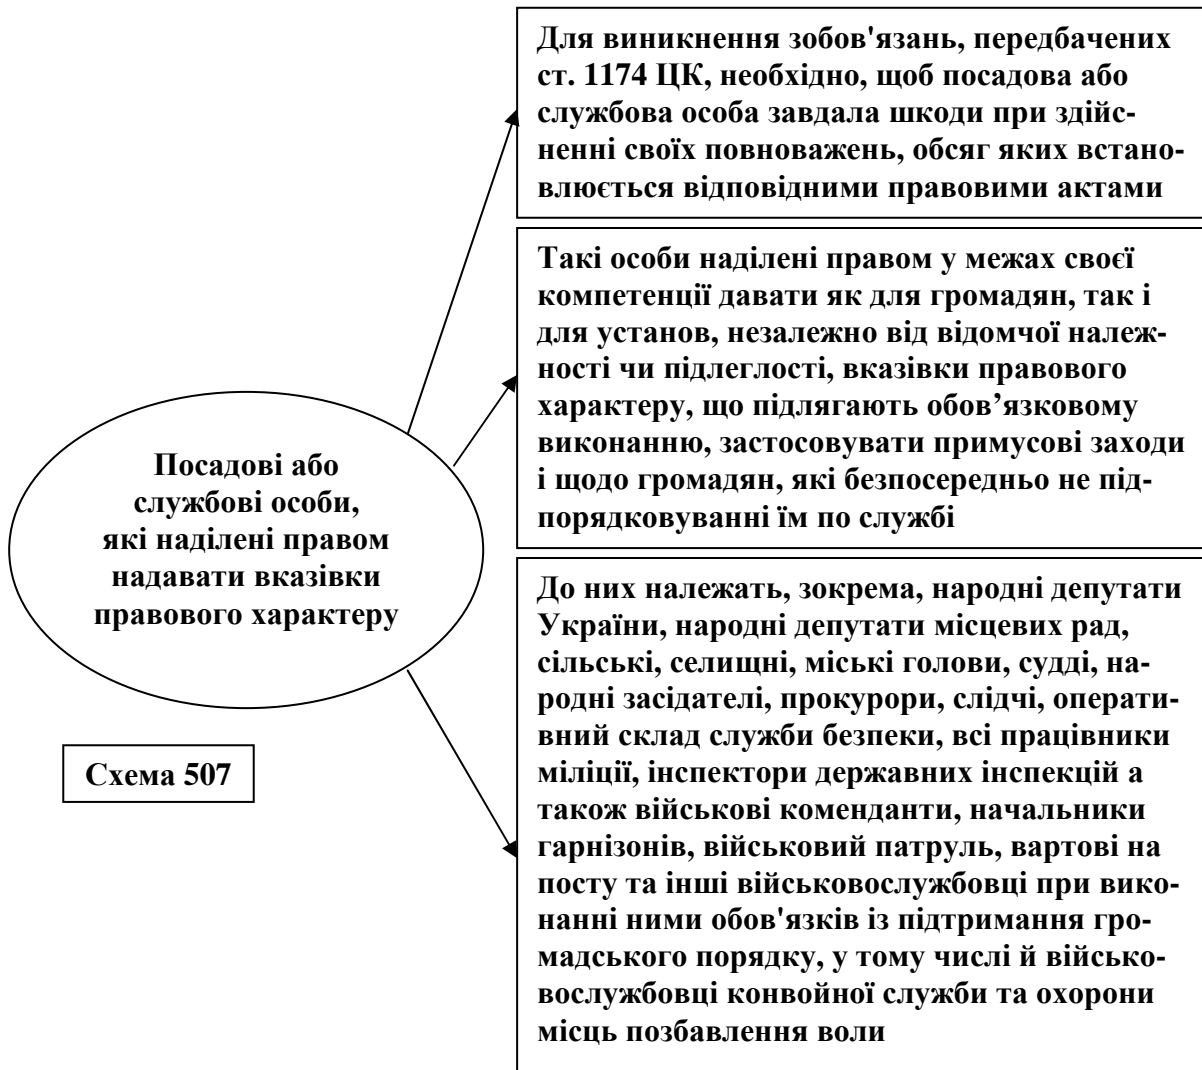 Для виникнення зобов'язань, передбачених
ст. 1174 ЦК, необхідно, щоб посадова або
службова особа завдала шкоди при здійс-
ненні своїх повноважень, обсяг яких встано-
влюється відповідними правовими актами
Такі особи наділені правом у межах своєї
компетенції давати як для громадян, так і
для установ, незалежно від відомчої належ-
ності чи підлеглості, вказівки правового
характеру, що підлягають обов’язковому
виконанню, застосовувати примусові заходи
і щодо громадян, які безпосередньо не під-
порядковуванні їм по службі
Посадові або
службові особи,
які наділені правом
надавати вказівки
правового характеру
До них належать, зокрема, народні депутати
України, народні депутати місцевих рад,
сільські, селищні, міські голови, судді, на-
родні засідателі, прокурори, слідчі, операти-
вний склад служби безпеки, всі працівники
міліції, інспектори державних інспекцій а
також військові коменданти, начальники
гарнізонів, військовий патруль, вартові на
посту та інші військовослужбовці при вико-
нанні ними обов'язків із підтримання гро-
мадського порядку, у тому числі й військо-
вослужбовці конвойної служби та охорони
місць позбавлення воли
Схема 507